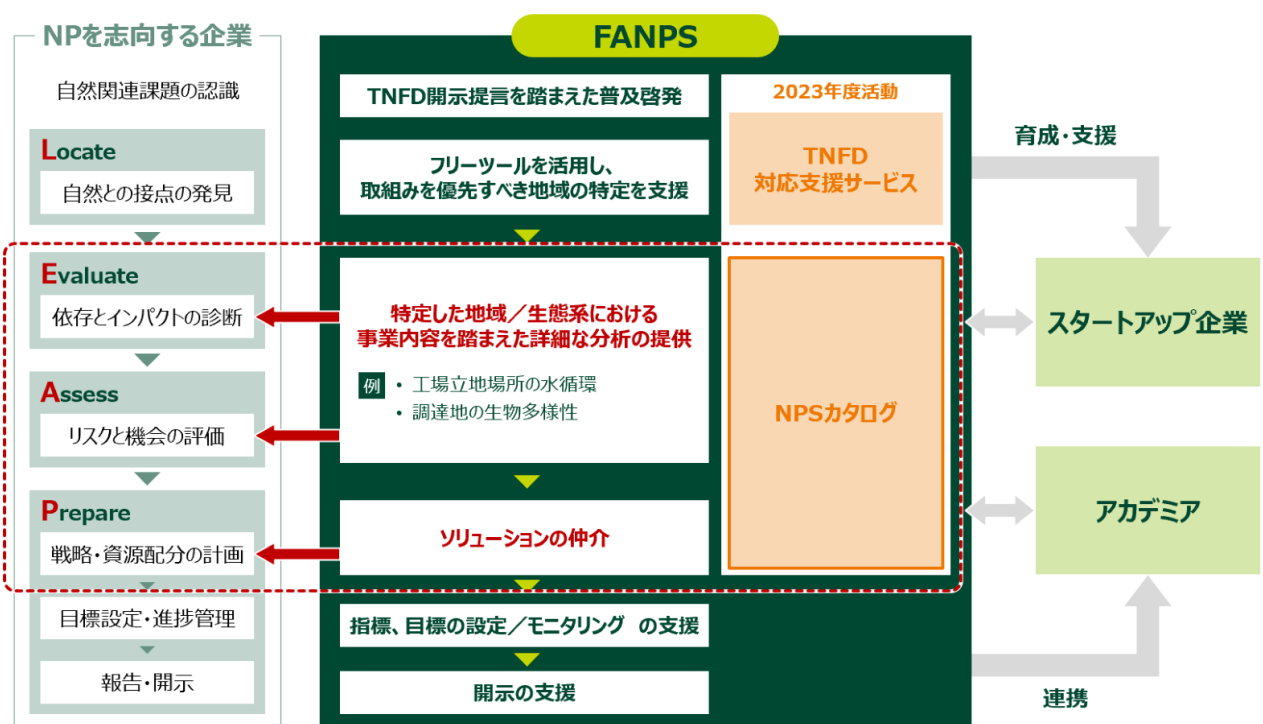 NPを志向する企業
自然関連課題の認識
Locate
自然との接点の発見
Evaluate
依存とインパクトの診断
Assess
リスクと機会の評価
Prepare
戦略・資源配分の計画
目標設定・進捗管理
報告・開示
FANPS
TNFD開示提言を踏まえた普及啓発
フリーツールを活用し、
取組みを優先すべき地域の特定を支援
特定した地域／生態系における
事業内容を踏まえた詳細な分析の提供
例 ・ 工場立地場所の水循環
・ 調達地の生物多様性
ソリューションの仲介
指標、目標の設定／モニタリング の支援
開示の支援
2023年度活動
TNFD
対応支援サービス
NPSカタログ
育成・支援
スタートアップ企業
アカデミア
連携